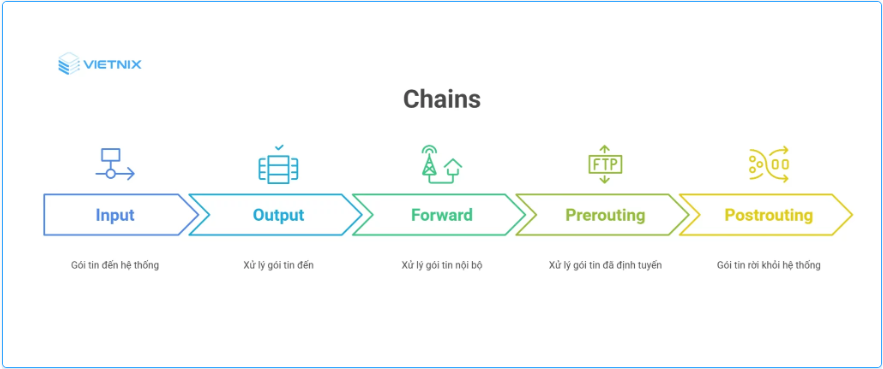 VIETNIX
Chains
FTP
Input
Output
Forward
Prerouting
Postrouting
Gói tin đến hệ thống
Xử lý gói tin đến
Xử lý gói tin nội bộ
Xử lý gói tin đã định tuyến
Gói tin rời khỏi hệ thống